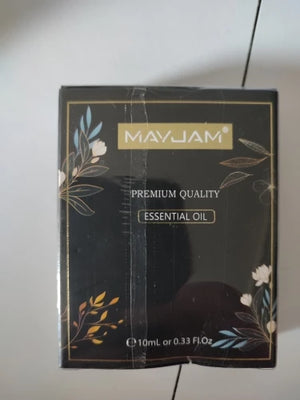 MAYJAM®
PREMIUM QUALITY
ESSENTIAL OIL
℮10mL or 0.33 Fl.Oz